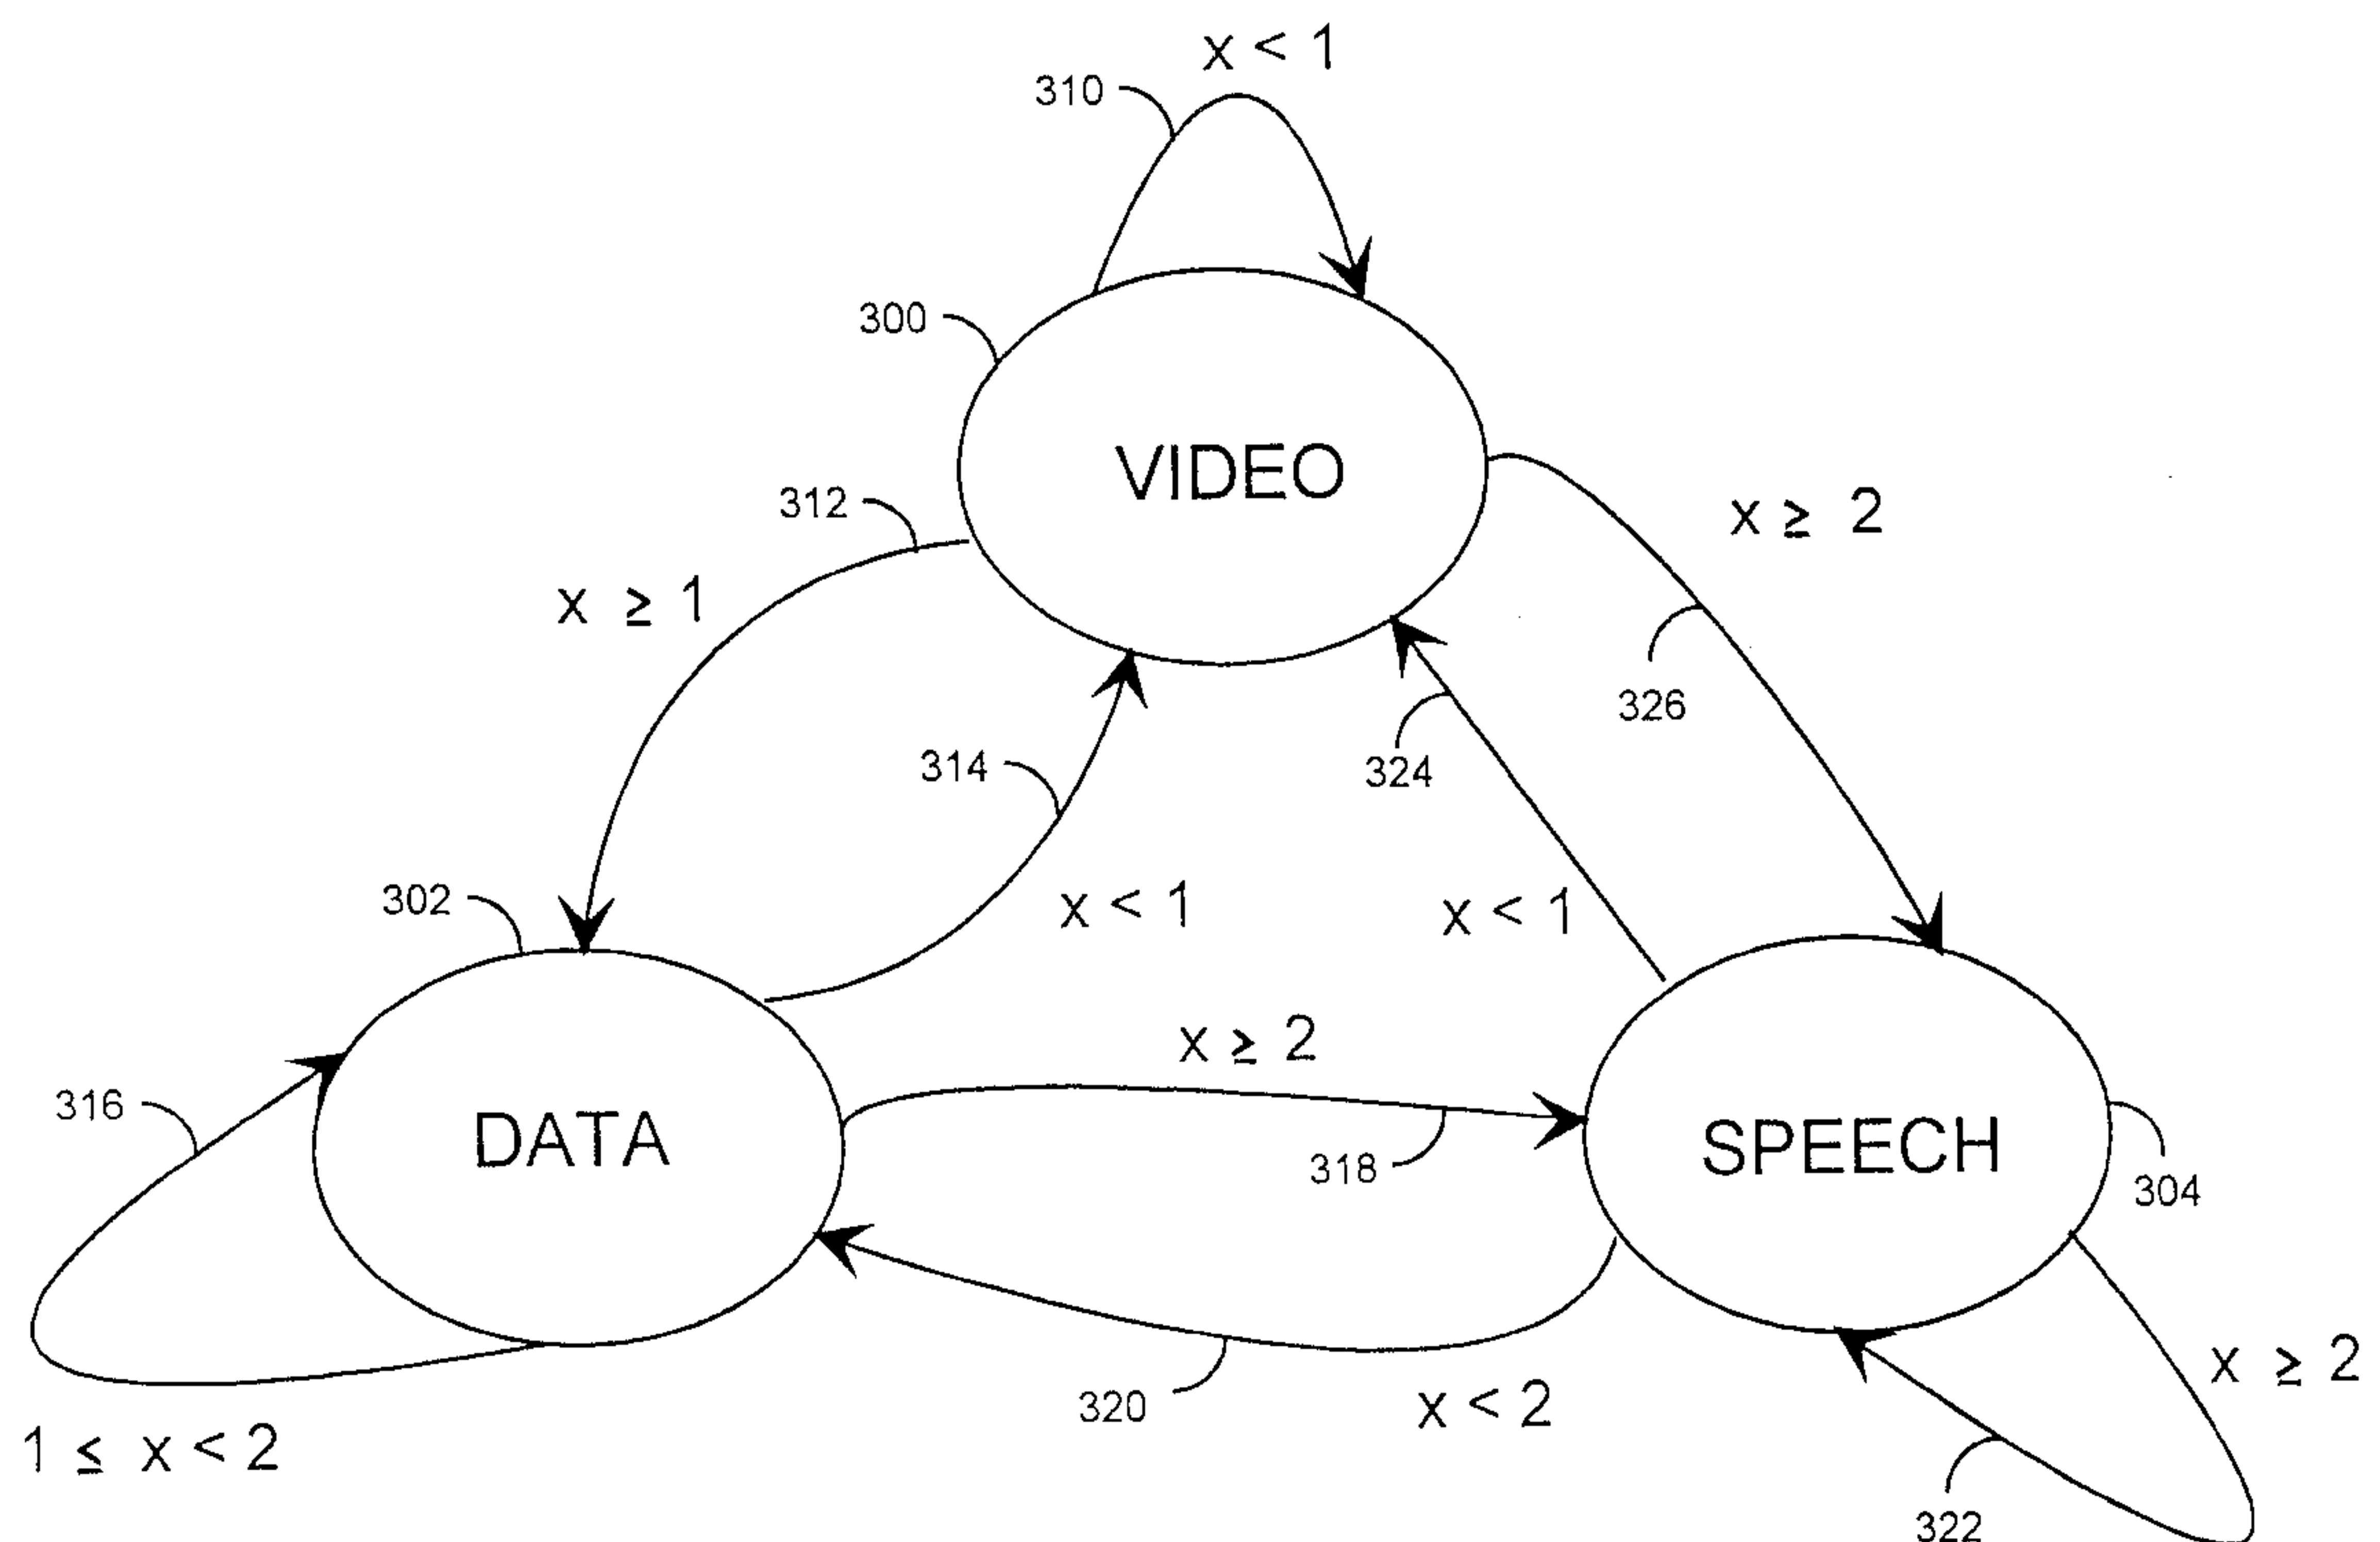 x < 1
310
300
VIDEO
312
x ≥ 2
x ≥ 1
326
314
324
302
x < 1
x < 1
x ≥ 2
316
DATA
318
SPEECH
304
x ≥ 2
320
x < 2
1 ≤ x < 2
322